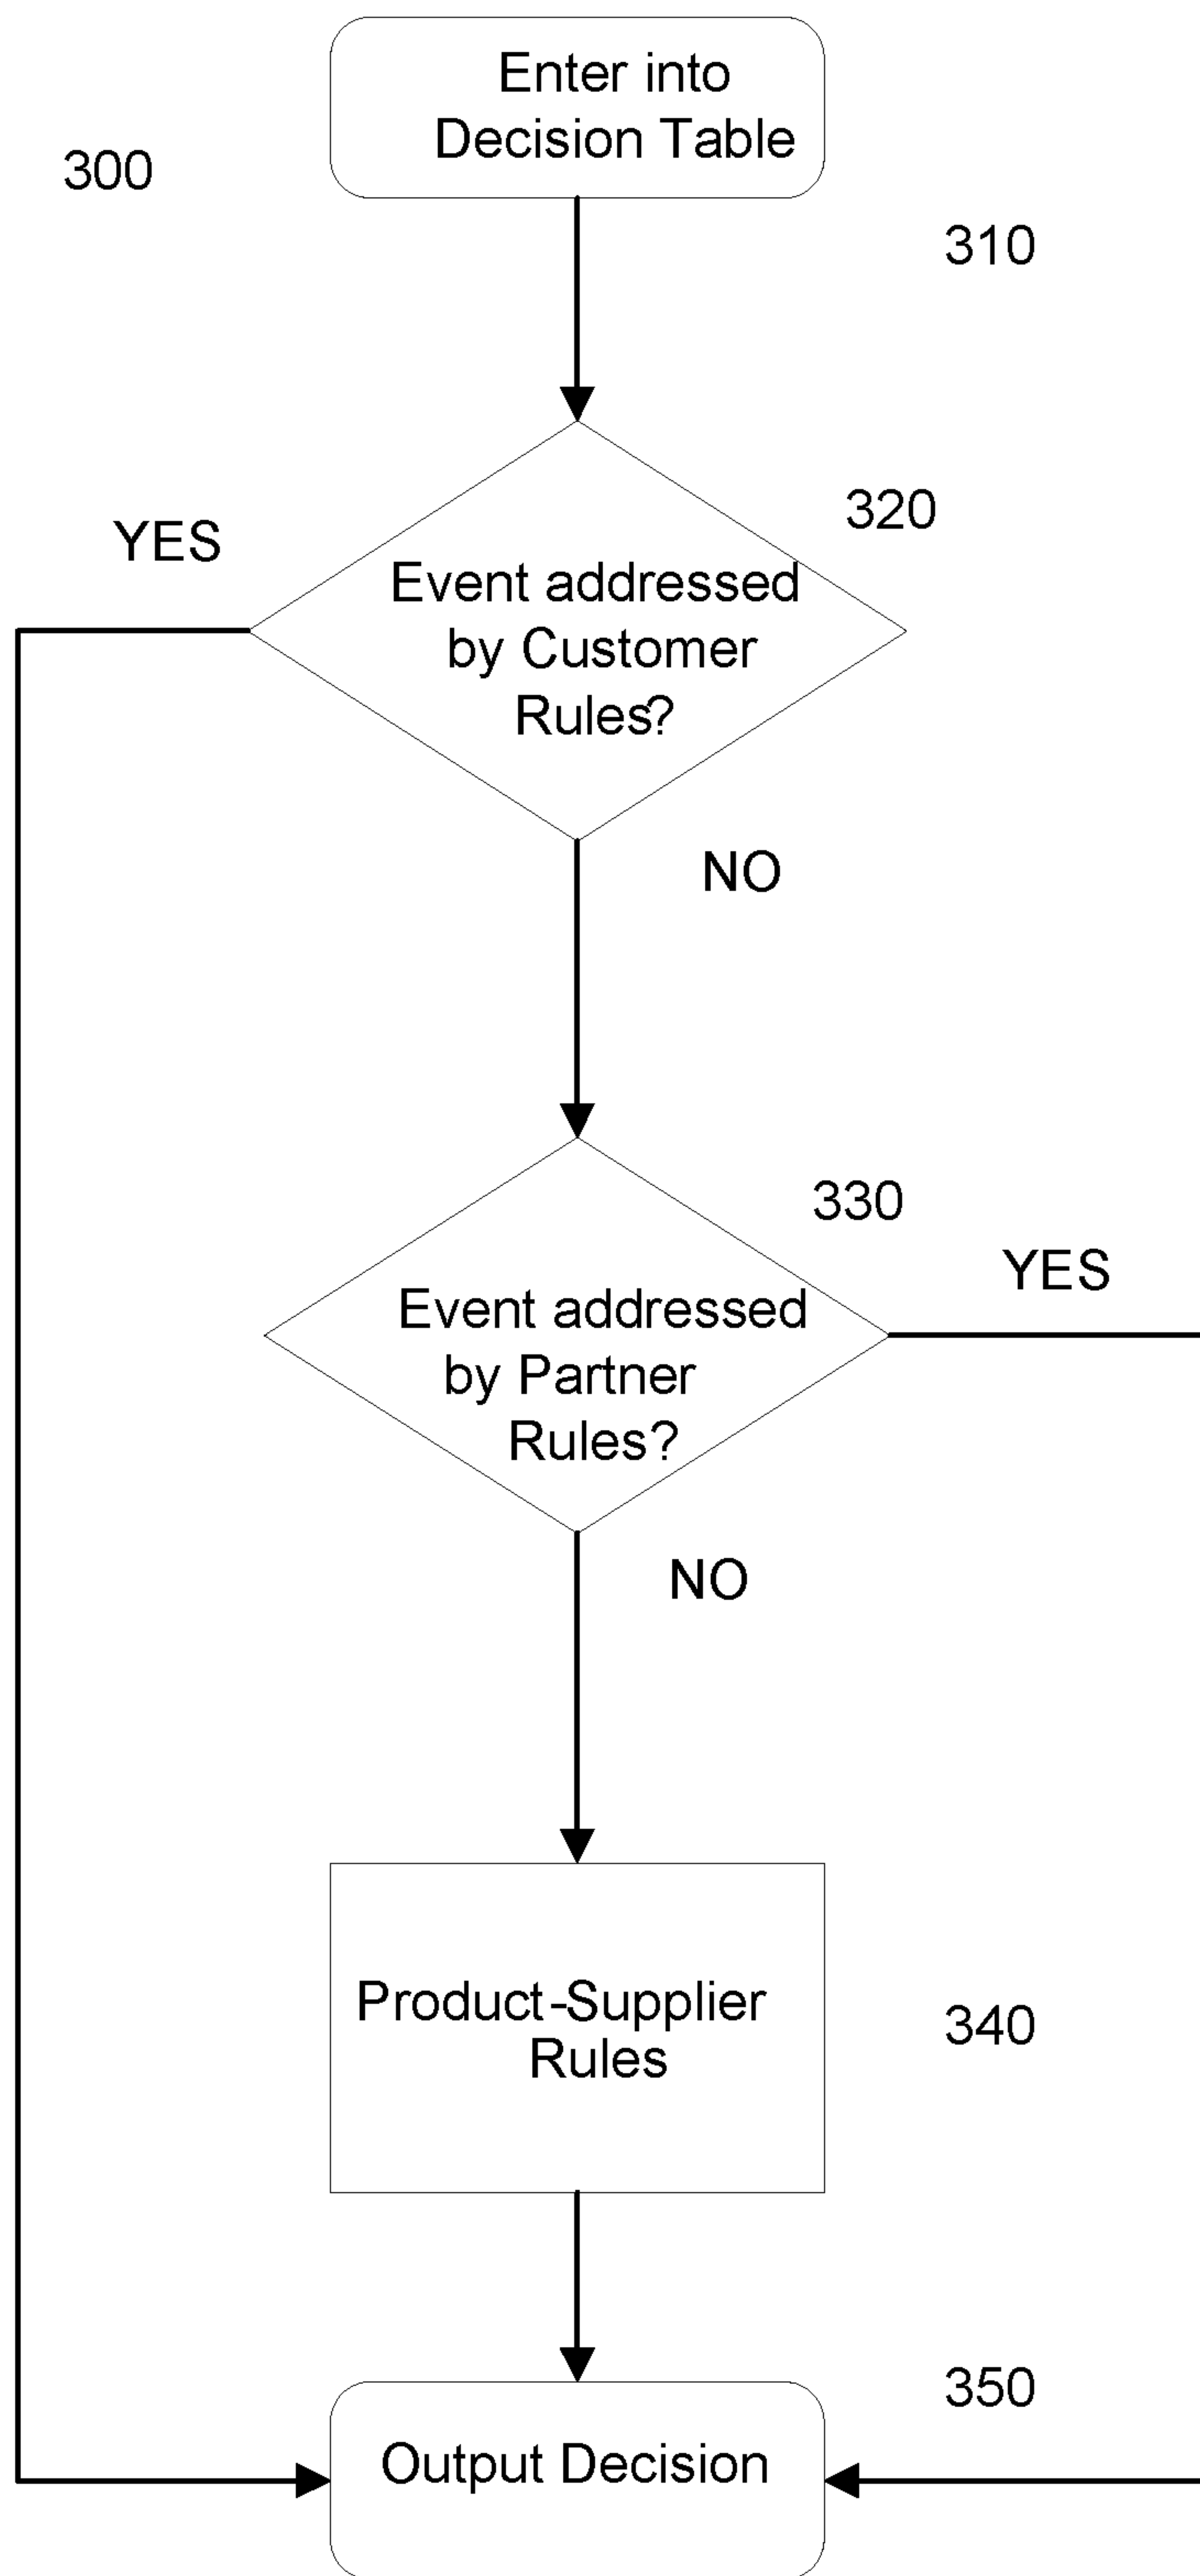 Enter into
Decision Table
300
310
320
YES
Event addressed
by Customer
Rules?
NO
330
YES
Event addressed
by Partner
Rules?
NO
Product-Supplier
Rules
340
350
Output Decision